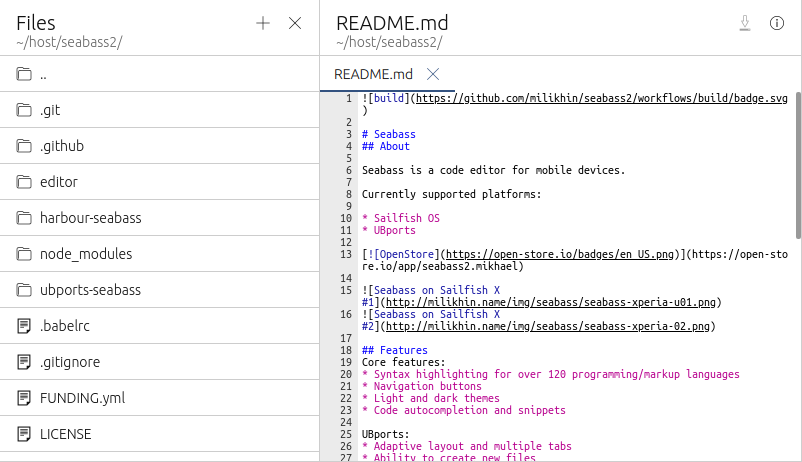 Files
~/host/seabass2/
..
.git
.github
editor
harbour-seabass
node_modules
ubports-seabass
.babelrc
.gitignore
FUNDING.yml
LICENSE
README.md
~/host/seabass2/
README.md
1 ![build](https://github.com/milikhin/seabass2/workflows/build/badge.svg
)
2
3 # Seabass
4 ## About
5
6 Seabass is a code editor for mobile devices.
7
8 Currently supported platforms:
9
10 * Sailfish OS
11 * UBports
12
13 [![OpenStore](https://open-store.io/badges/en_US.png)](https://open-sto
re.io/app/seabass2.mikhael)
14
15 ![Seabass on Sailfish X
#1](http://milikhin.name/img/seabass/seabass-xperia-u01.png)
16 ![Seabass on Sailfish X
#2](http://milikhin.name/img/seabass/seabass-xperia-02.png)
17
18 ## Features
19 Core features:
20 * Syntax highlighting for over 120 programming/markup languages
21 * Navigation buttons
22 * Light and dark themes
23 * Code autocompletion and snippets
24
25 UBports:
26 * Adaptive layout and multiple tabs
27 * Ability to create new files